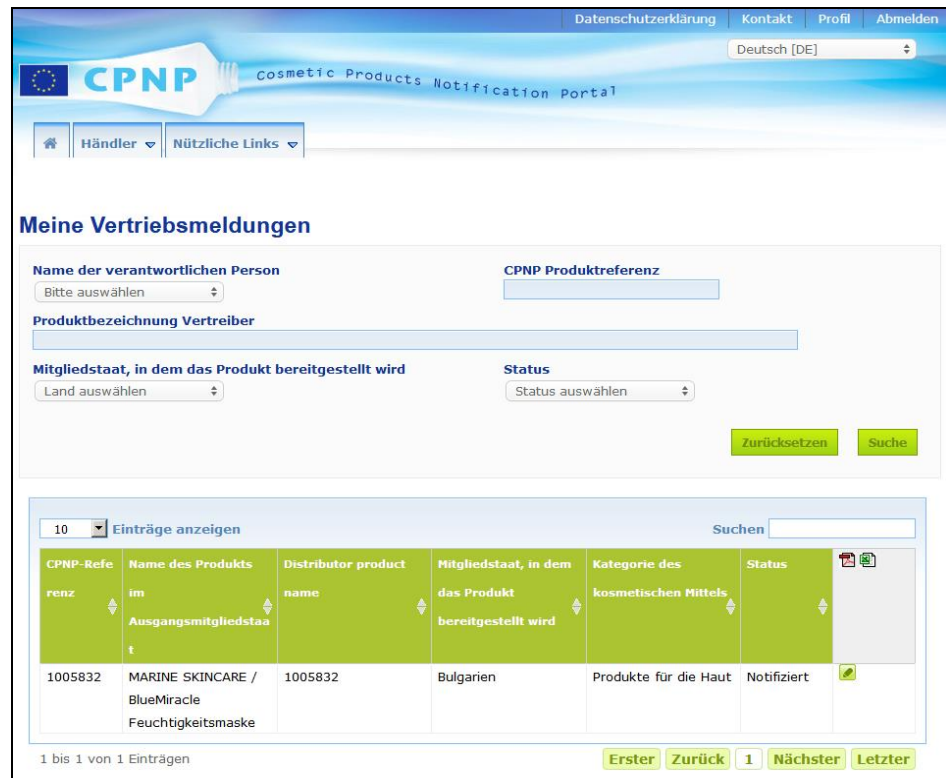 Datenschutzerklärung Kontakt Profil Abmelden
Deutsch [DE]
CPNP Cosmetic Products Notification Portal
Händler Nützliche Links
Meine Vertriebsmeldungen
Name der verantwortlichen Person CPNP Produktreferenz
Bitte auswählen
Produktbezeichnung Vertreiber
Mitgliedstaat, in dem das Produkt bereitgestellt wird Status
Land auswählen Status auswählen
Zurücksetzen Suche
10 Einträge anzeigen Suchen
CPNP-Refe Name des Produkts Distributor product Mitgliedstaat, in dem Kategorie des Status
renz im name das Produkt kosmetischen Mittels
Ausgangsmitgliedstaa bereitgestellt wird
t
1005832 MARINE SKINCARE / 1005832 Bulgarien Produkte für die Haut Notifiziert
BlueMiracle
Feuchtigkeitsmaske
1 bis 1 von 1 Einträgen Erster Zurück 1 Nächster Letzter